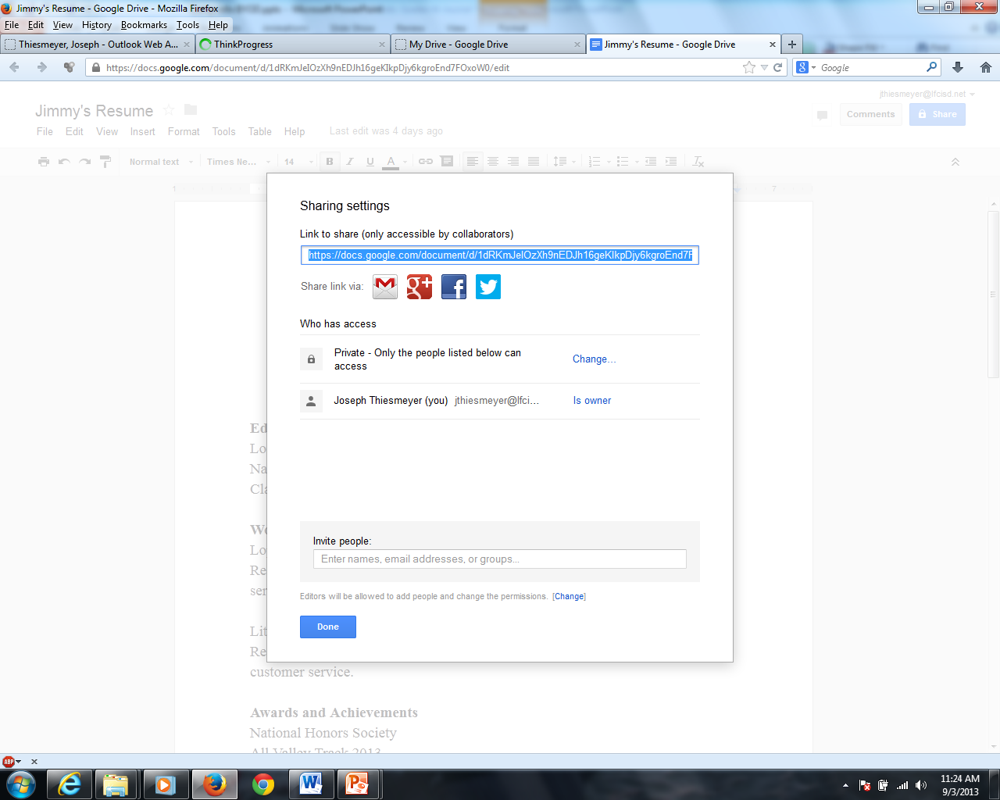 Jimmy's Resume - Google Drive - Mozilla Firefox
File Edit View History Bookmarks Tools Help
Thiesmeyer, Joseph - Outlook Web A... ThinkProgress My Drive - Google Drive Jimmy's Resume - Google Drive
https://docs.google.com/document/d/1dRKmJeIOzXh9nEDJh16geKIkpDjy6kgroEnd7FOxoW0/edit Google
jthiesmeyer@lfcisd.net
Jimmy's Resume
Comments Share
File Edit View Insert Format Tools Table Help Last edit was 4 days ago
Normal text Times Ne... 14 B I U A
1 7
Sharing settings
Link to share (only accessible by collaborators)
https://docs.google.com/document/d/1dRKmJeIOzXh9nEDJh16geKIkpDjy6kgroEnd7F
Share link via:
Who has access
Private - Only the people listed below can
access
Change...
Joseph Thiesmeyer (you) jthiesmeyer@lfci... Is owner
Ed
Lo
Na
Cla
Wo
Lo
Re
ser
Invite people:
Enter names, email addresses, or groups...
Editors will be allowed to add people and change the permissions. [Change]
Done
Lit
Re
customer service.
Awards and Achievements
National Honors Society
All Valley Track 2013
ABP
11:24 AM
9/3/2013